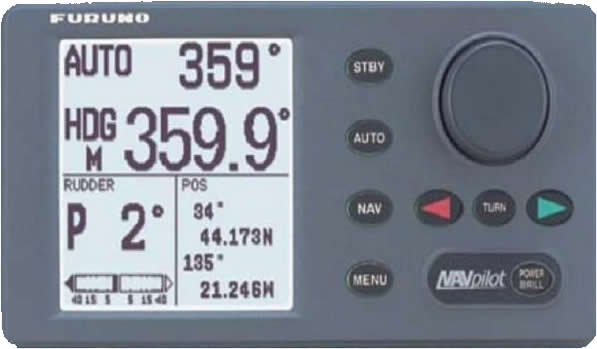 FURUNO
AUTO 359°
HDG M 359.9°
RUDDER
P 2°
40 15 5 5 15 40
POS
34°
44.173N
135°
21.246W
STBY
AUTO
NAV
TURN
MENU
NAVpilot
POWER
BRILL